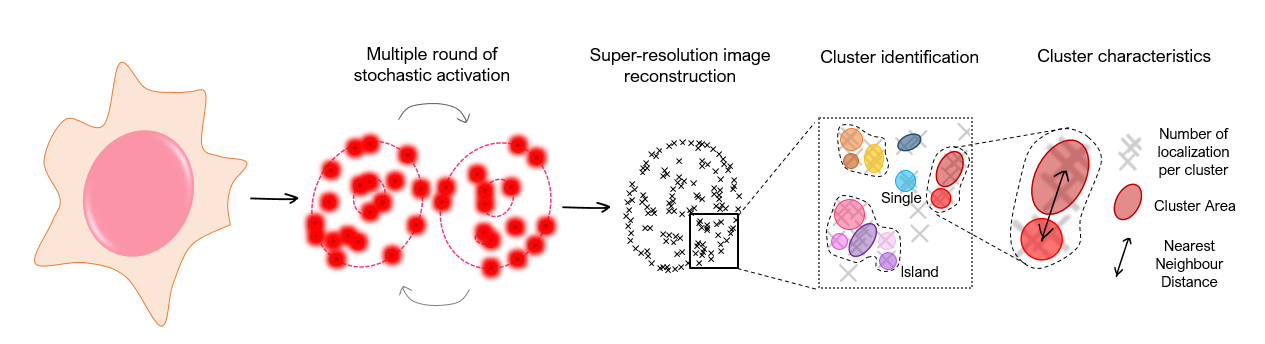 Multiple round of
stochastic activation
Super-resolution image
reconstruction
Cluster identification
Cluster characteristics
Single
Island
Number of
localization
per cluster
Cluster Area
Nearest
Neighbour
Distance